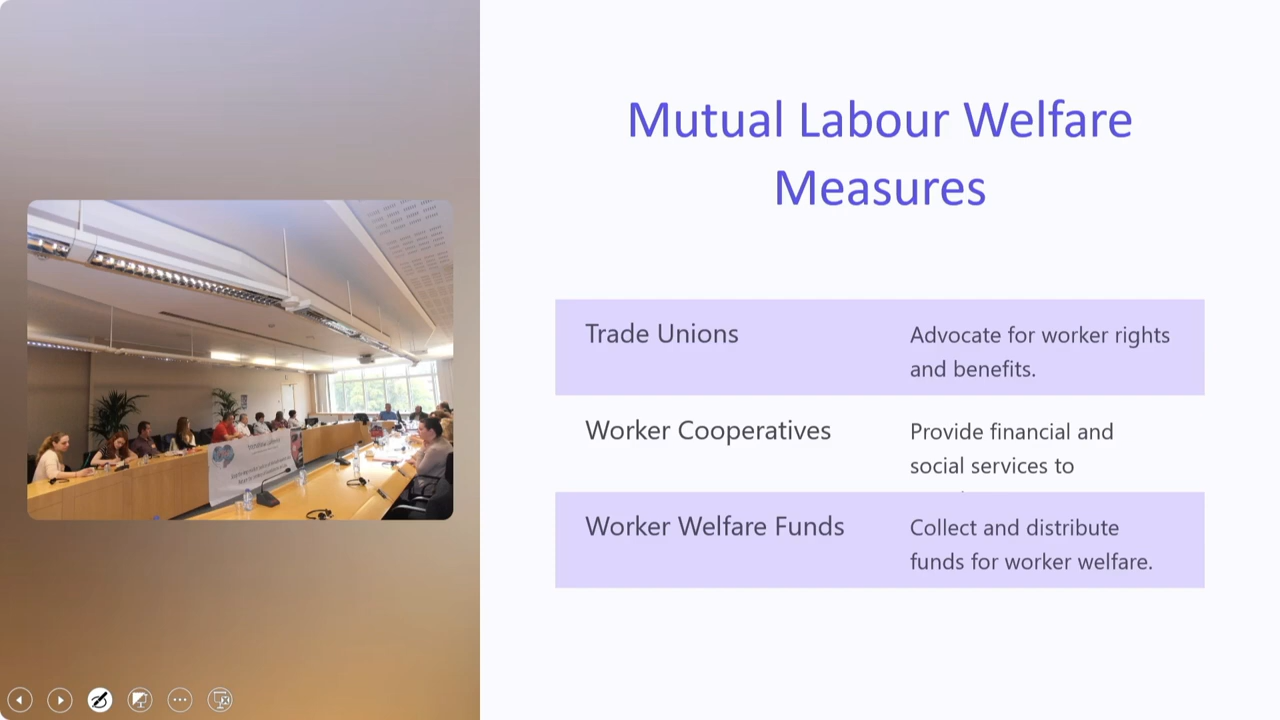 Mutual Labour Welfare
Measures
Trade Unions
Advocate for worker rights
and benefits.
Worker Cooperatives
Provide financial and
social services to
Worker Welfare Funds
Collect and distribute
funds for worker welfare.